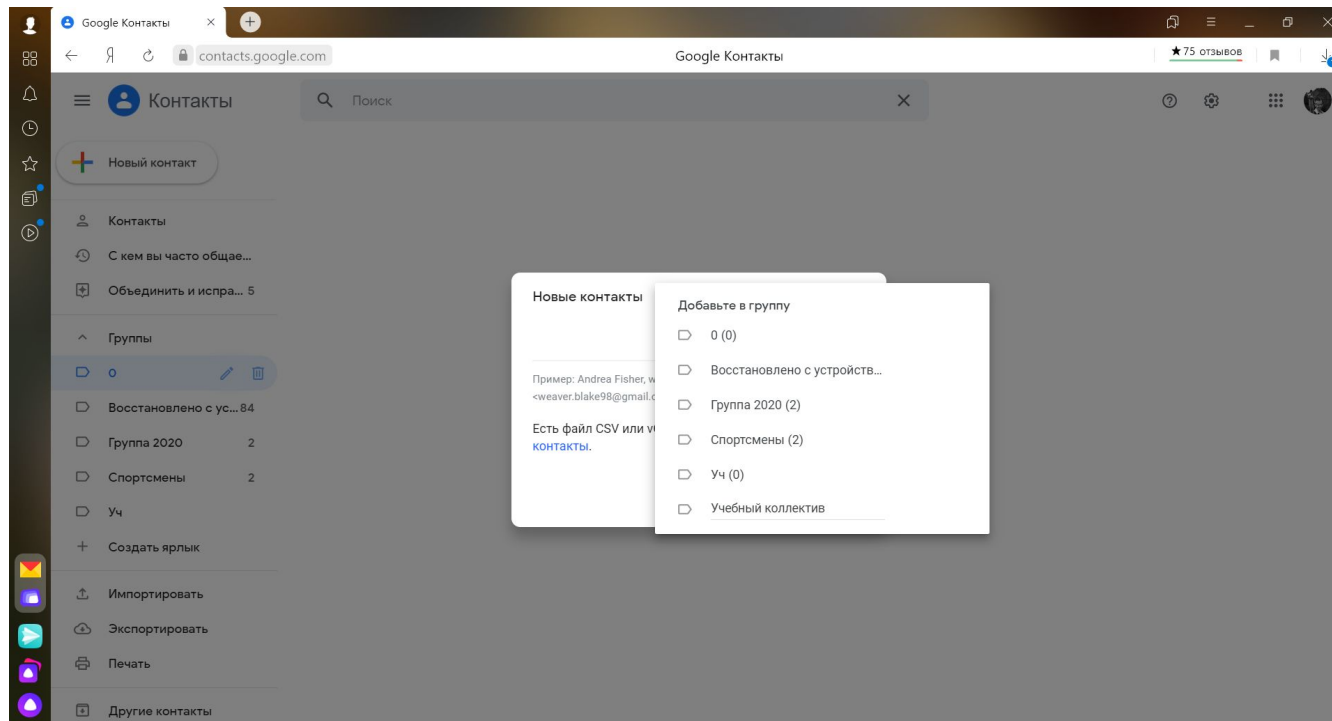 Google Контакты
contacts.google.com
Google Контакты
★75 отзывов
Контакты
Поиск
Новый контакт
Контакты
С кем вы часто общае...
Объединить и испра... 5
Группы
0
Восстановлено с ус... 84
Группа 2020 2
Спортсмены 2
Уч
Создать ярлык
Импортировать
Экспортировать
Печать
Другие контакты
Новые контакты
Пример: Andrea Fisher, w
<weaver.blake98@gmail.c
Есть файл CSV или v
контакты.
Добавьте в группу
0 (0)
Восстановлено с устройств...
Группа 2020 (2)
Спортсмены (2)
Уч (0)
Учебный коллектив